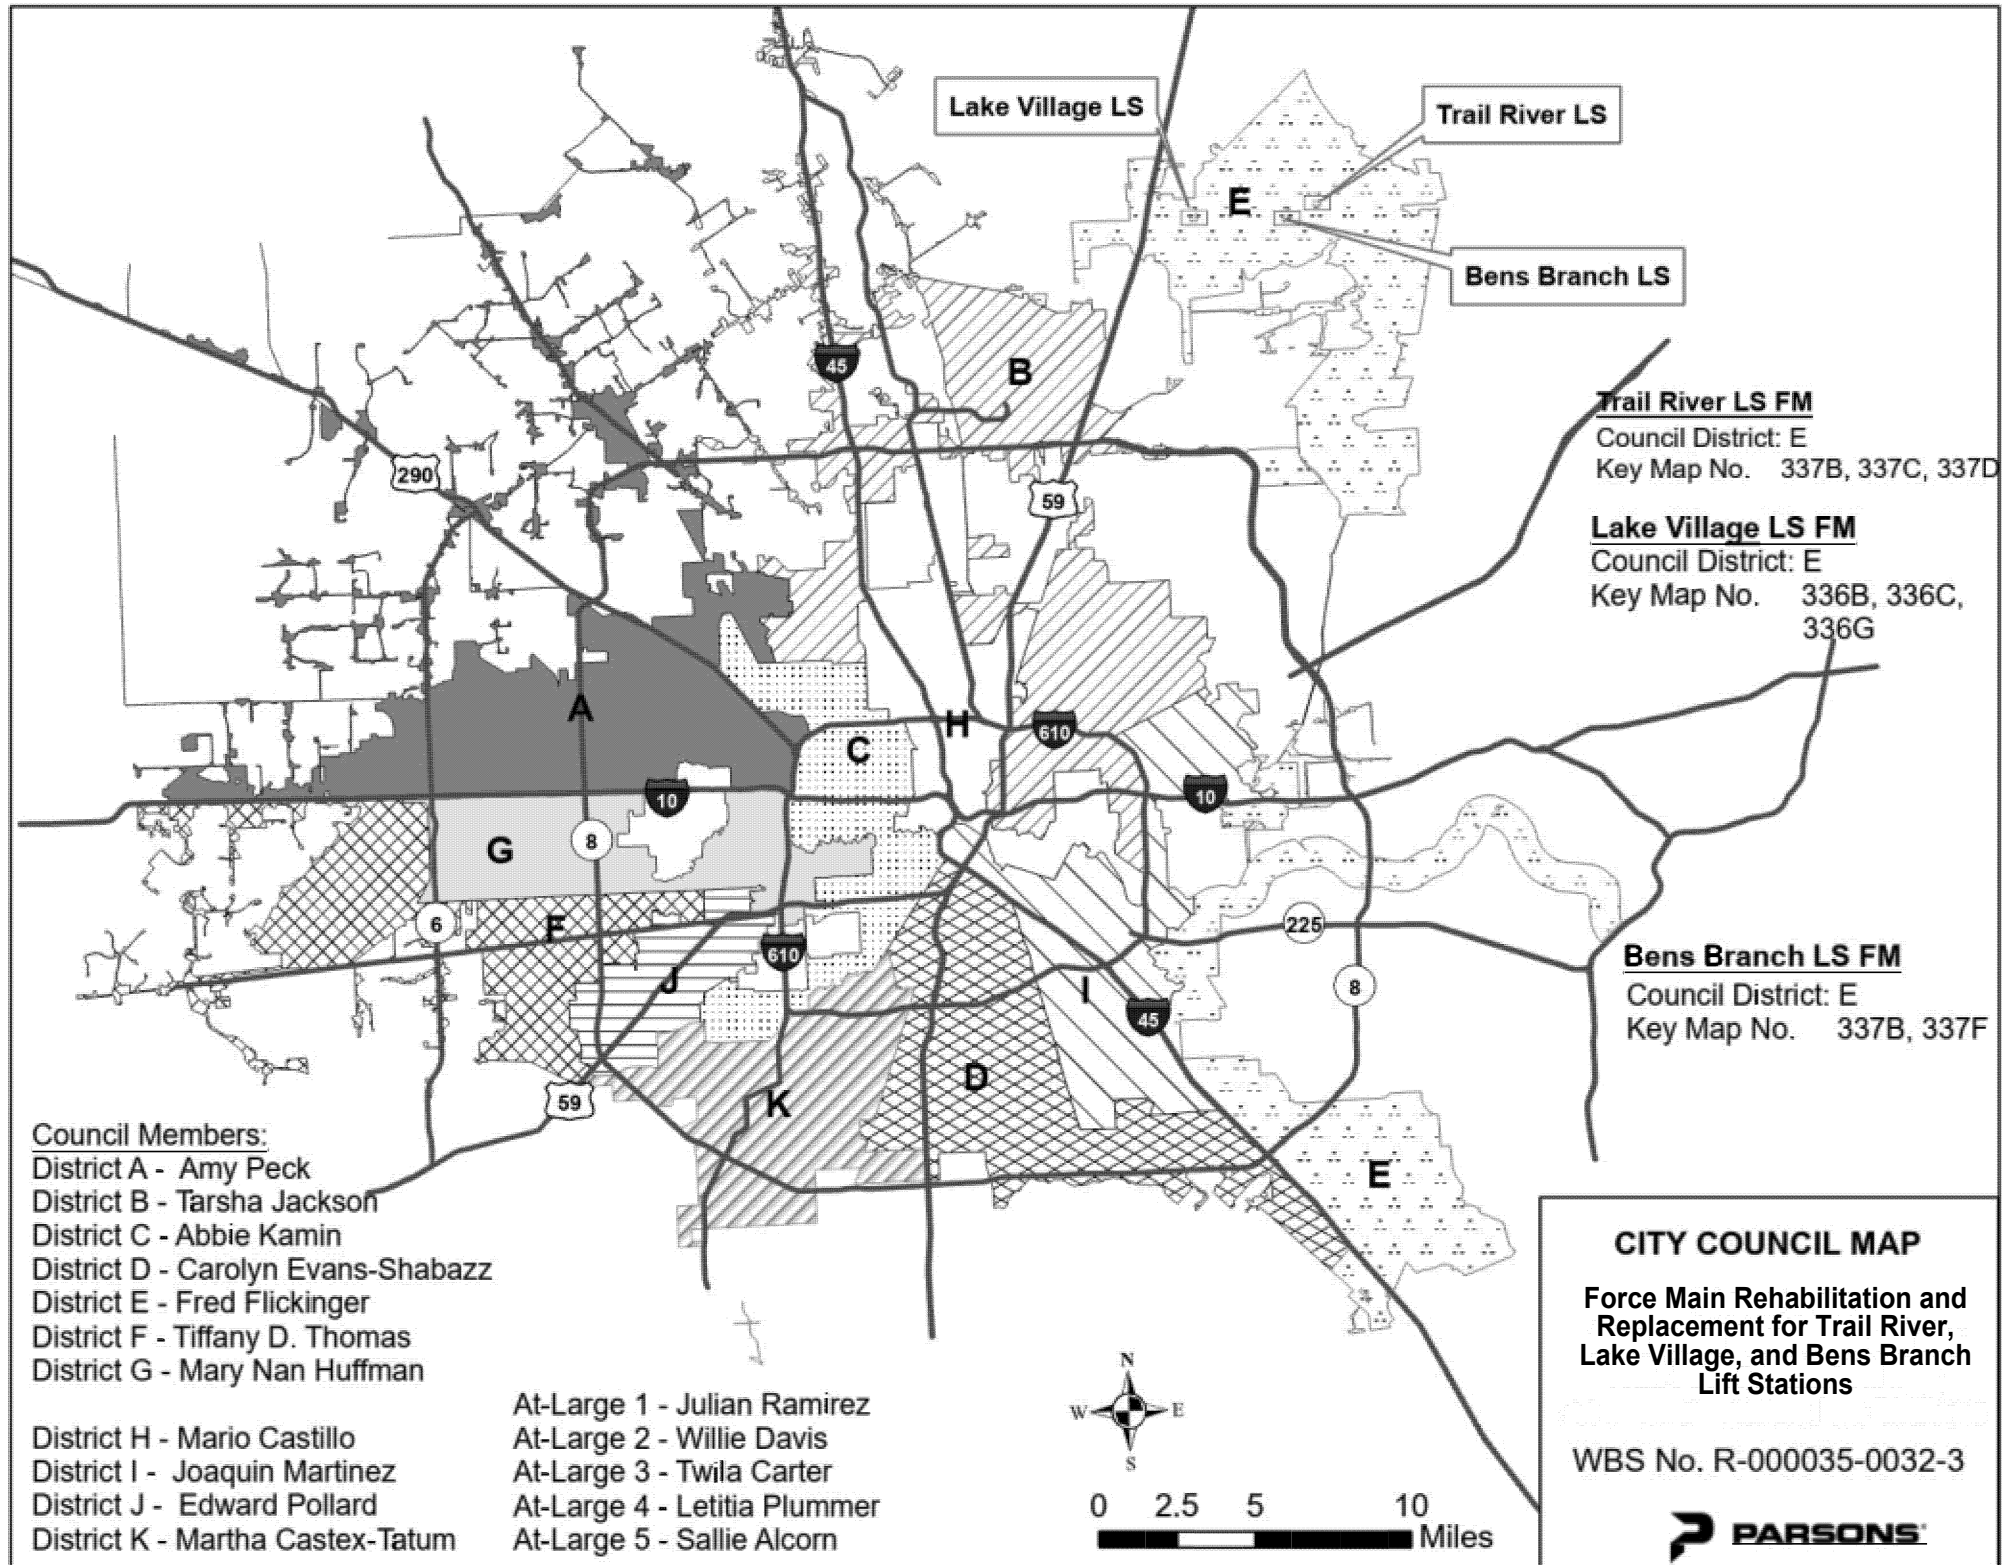 Lake Village LS
Trail River LS
E
Bens Branch LS
B
45
Trail River LS FM
Council District: E
Key Map No. 337B, 337C, 337D
290
59
Lake Village LS FM
Council District: E
Key Map No. 336B, 336C,
336G
A
H
610
C
10
10
G
8
6
F
225
610
J
I
8
45
Bens Branch LS FM
Council District: E
Key Map No. 337B, 337F
D
K
59
E
Council Members:
District A - Amy Peck
District B - Tarsha Jackson
District C - Abbie Kamin
District D - Carolyn Evans-Shabazz
District E - Fred Flickinger
District F - Tiffany D. Thomas
District G - Mary Nan Huffman
District H - Mario Castillo
District I - Joaquin Martinez
District J - Edward Pollard
District K - Martha Castex-Tatum
At-Large 1 - Julian Ramirez
At-Large 2 - Willie Davis
At-Large 3 - Twila Carter
At-Large 4 - Letitia Plummer
At-Large 5 - Sallie Alcorn
N
W E
S
0 2.5 5 10
Miles
CITY COUNCIL MAP
Force Main Rehabilitation and
Replacement for Trail River,
Lake Village, and Bens Branch
Lift Stations
WBS No. R-000035-0032-3
PARSONS